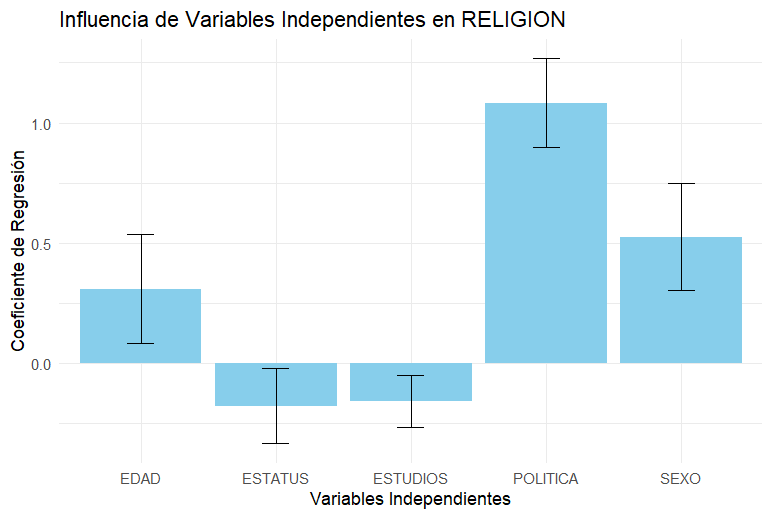 Influencia de Variables Independientes en RELIGION
Coeficiente de Regresión
1.0
0.5
0.0
EDAD ESTATUS ESTUDIOS POLITICA SEXO
Variables Independientes